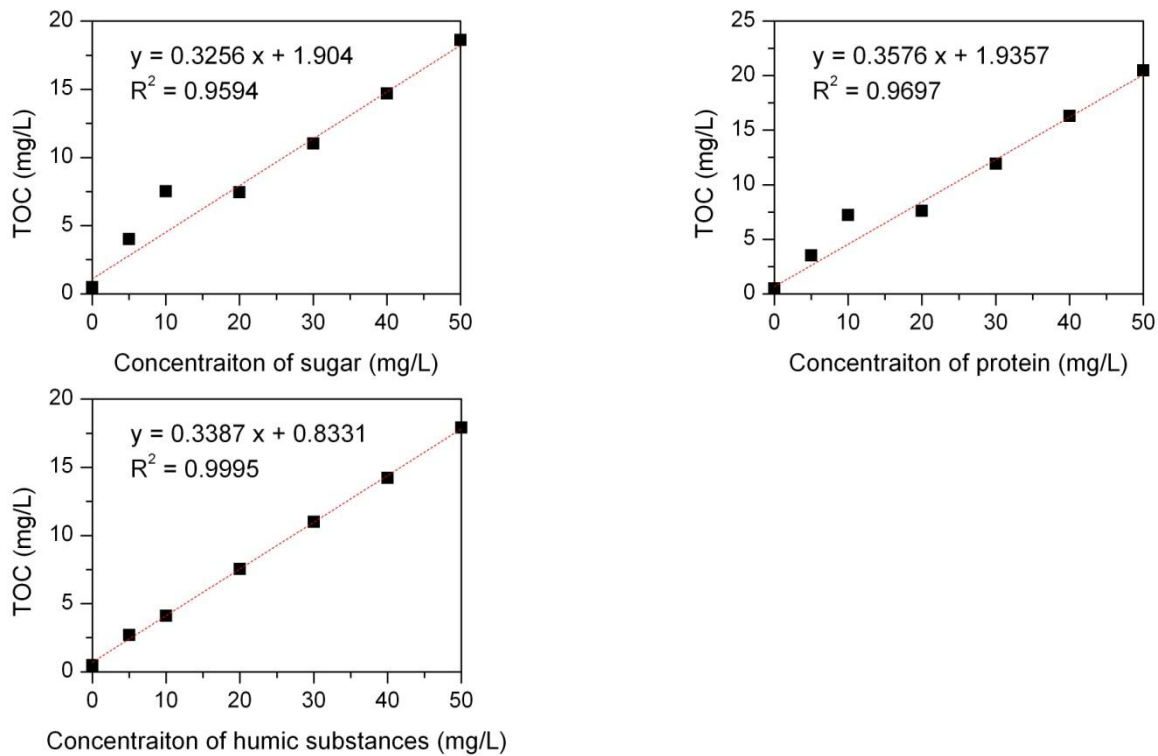 y = 0.3256 x + 1.904
R² = 0.9594
TOC (mg/L)
20
15
10
5
0
0 10 20 30 40 50
Concentraiton of sugar (mg/L)
y = 0.3576 x + 1.9357
R² = 0.9697
TOC (mg/L)
25
20
15
10
5
0
0 10 20 30 40 50
Concentraiton of protein (mg/L)
y = 0.3387 x + 0.8331
R² = 0.9995
TOC (mg/L)
20
15
10
5
0
0 10 20 30 40 50
Concentraiton of humic substances (mg/L)